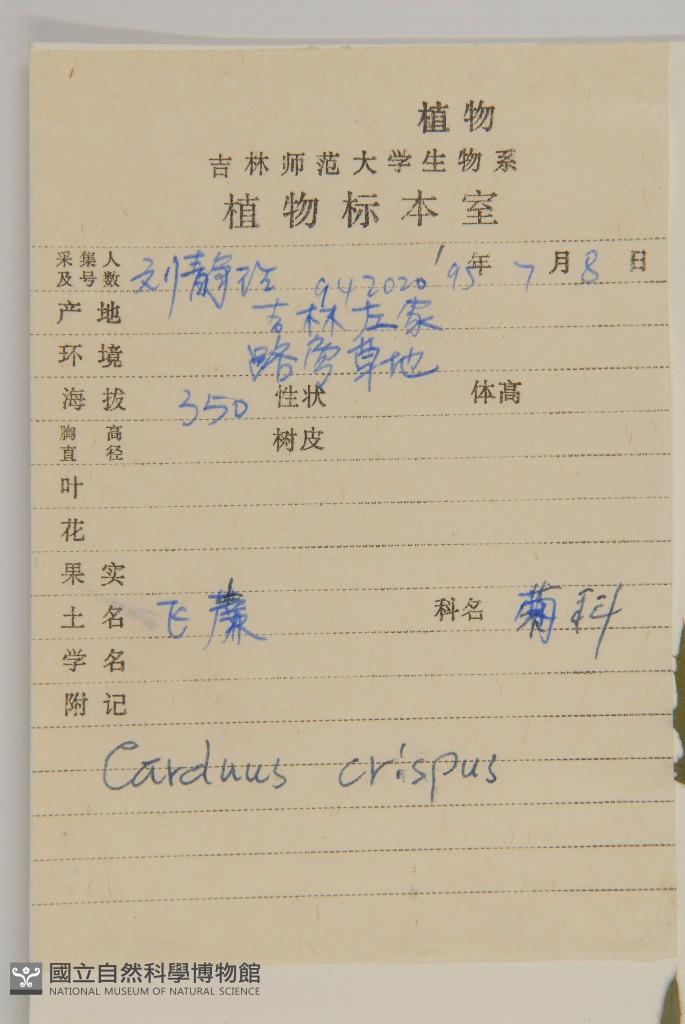 植物
吉林师范大学生物系
植物标本室
采集人及号数 刘静玲 942020 '95年 7月 8日
产地 吉林左家
环境 路旁草地
海拔 350 性状 体高
胸高直径 树皮
叶
花
果实
土名 飞蔗 科名 菊科
学名
附记
Carduus crispus
國立自然科學博物館
NATIONAL MUSEUM OF NATURAL SCIENCE